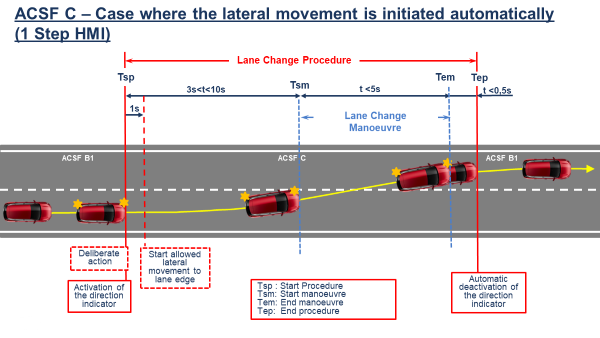 ACSF C – Case where the lateral movement is initiated automatically
(1 Step HMI)
Lane Change Procedure
Tsp
Tsm
Tem
Tep
3s<t<10s
t <5s
t <0,5s
1s
Lane Change
Manoeuvre
ACSF B1
ACSF C
ACSF B1
Deliberate
action
Start allowed
lateral
movement to
lane edge
Activation of
the direction
indicator
Tsp : Start Procedure
Tsm: Start manoeuvre
Tem: End manoeuvre
Tep: End procedure
Automatic
deactivation of
the direction
indicator